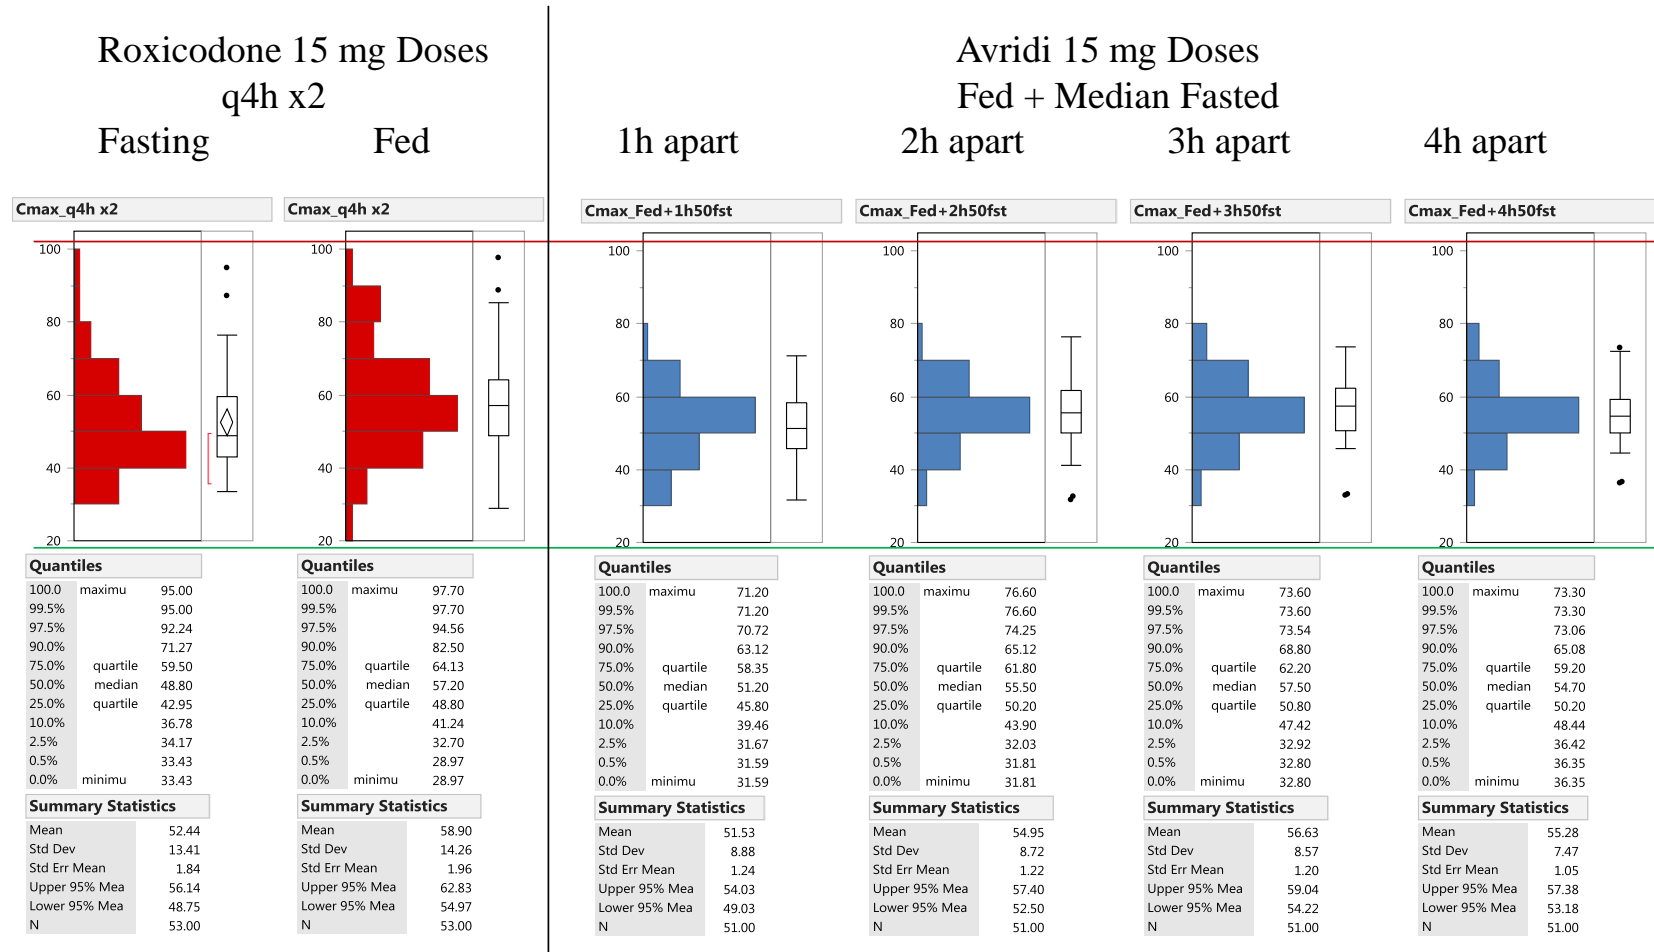 Roxicodone 15 mg Doses
q4h x2
Fasting Fed
Avridi 15 mg Doses
Fed + Median Fasted
1h apart 2h apart 3h apart 4h apart
Cmax_q4h x2
100
80
60
40
20
Quantiles
100.0 maximu 95.00
99.5% 95.00
97.5% 92.24
90.0% 71.27
75.0% quartile 59.50
50.0% median 48.80
25.0% quartile 42.95
10.0% 36.78
2.5% 34.17
0.5% 33.43
0.0% minimu 33.43
Summary Statistics
Mean 52.44
Std Dev 13.41
Std Err Mean 1.84
Upper 95% Mea 56.14
Lower 95% Mea 48.75
N 53.00
Cmax_q4h x2
100
80
60
40
20
Quantiles
100.0 maximu 97.70
99.5% 97.70
97.5% 94.56
90.0% 82.50
75.0% quartile 64.13
50.0% median 57.20
25.0% quartile 48.80
10.0% 41.24
2.5% 32.70
0.5% 28.97
0.0% minimu 28.97
Summary Statistics
Mean 58.90
Std Dev 14.26
Std Err Mean 1.96
Upper 95% Mea 62.83
Lower 95% Mea 54.97
N 53.00
Cmax_Fed+1h50fst
100
80
60
40
20
Quantiles
100.0 maximu 71.20
99.5% 71.20
97.5% 70.72
90.0% 63.12
75.0% quartile 58.35
50.0% median 51.20
25.0% quartile 45.80
10.0% 39.46
2.5% 31.67
0.5% 31.59
0.0% minimu 31.59
Summary Statistics
Mean 51.53
Std Dev 8.88
Std Err Mean 1.24
Upper 95% Mea 54.03
Lower 95% Mea 49.03
N 51.00
Cmax_Fed+2h50fst
100
80
60
40
20
Quantiles
100.0 maximu 76.60
99.5% 76.60
97.5% 74.25
90.0% 65.12
75.0% quartile 61.80
50.0% median 55.50
25.0% quartile 50.20
10.0% 43.90
2.5% 32.03
0.5% 31.81
0.0% minimu 31.81
Summary Statistics
Mean 54.95
Std Dev 8.72
Std Err Mean 1.22
Upper 95% Mea 57.40
Lower 95% Mea 52.50
N 51.00
Cmax_Fed+3h50fst
100
80
60
40
20
Quantiles
100.0 maximu 73.60
99.5% 73.60
97.5% 73.54
90.0% 68.80
75.0% quartile 62.20
50.0% median 57.50
25.0% quartile 50.80
10.0% 47.42
2.5% 32.92
0.5% 32.80
0.0% minimu 32.80
Summary Statistics
Mean 56.63
Std Dev 8.57
Std Err Mean 1.20
Upper 95% Mea 59.04
Lower 95% Mea 54.22
N 51.00
Cmax_Fed+4h50fst
100
80
60
40
20
Quantiles
100.0 maximu 73.30
99.5% 73.30
97.5% 73.06
90.0% 65.08
75.0% quartile 59.20
50.0% median 54.70
25.0% quartile 50.20
10.0% 48.44
2.5% 36.42
0.5% 36.35
0.0% minimu 36.35
Summary Statistics
Mean 55.28
Std Dev 7.47
Std Err Mean 1.05
Upper 95% Mea 57.38
Lower 95% Mea 53.18
N 51.00